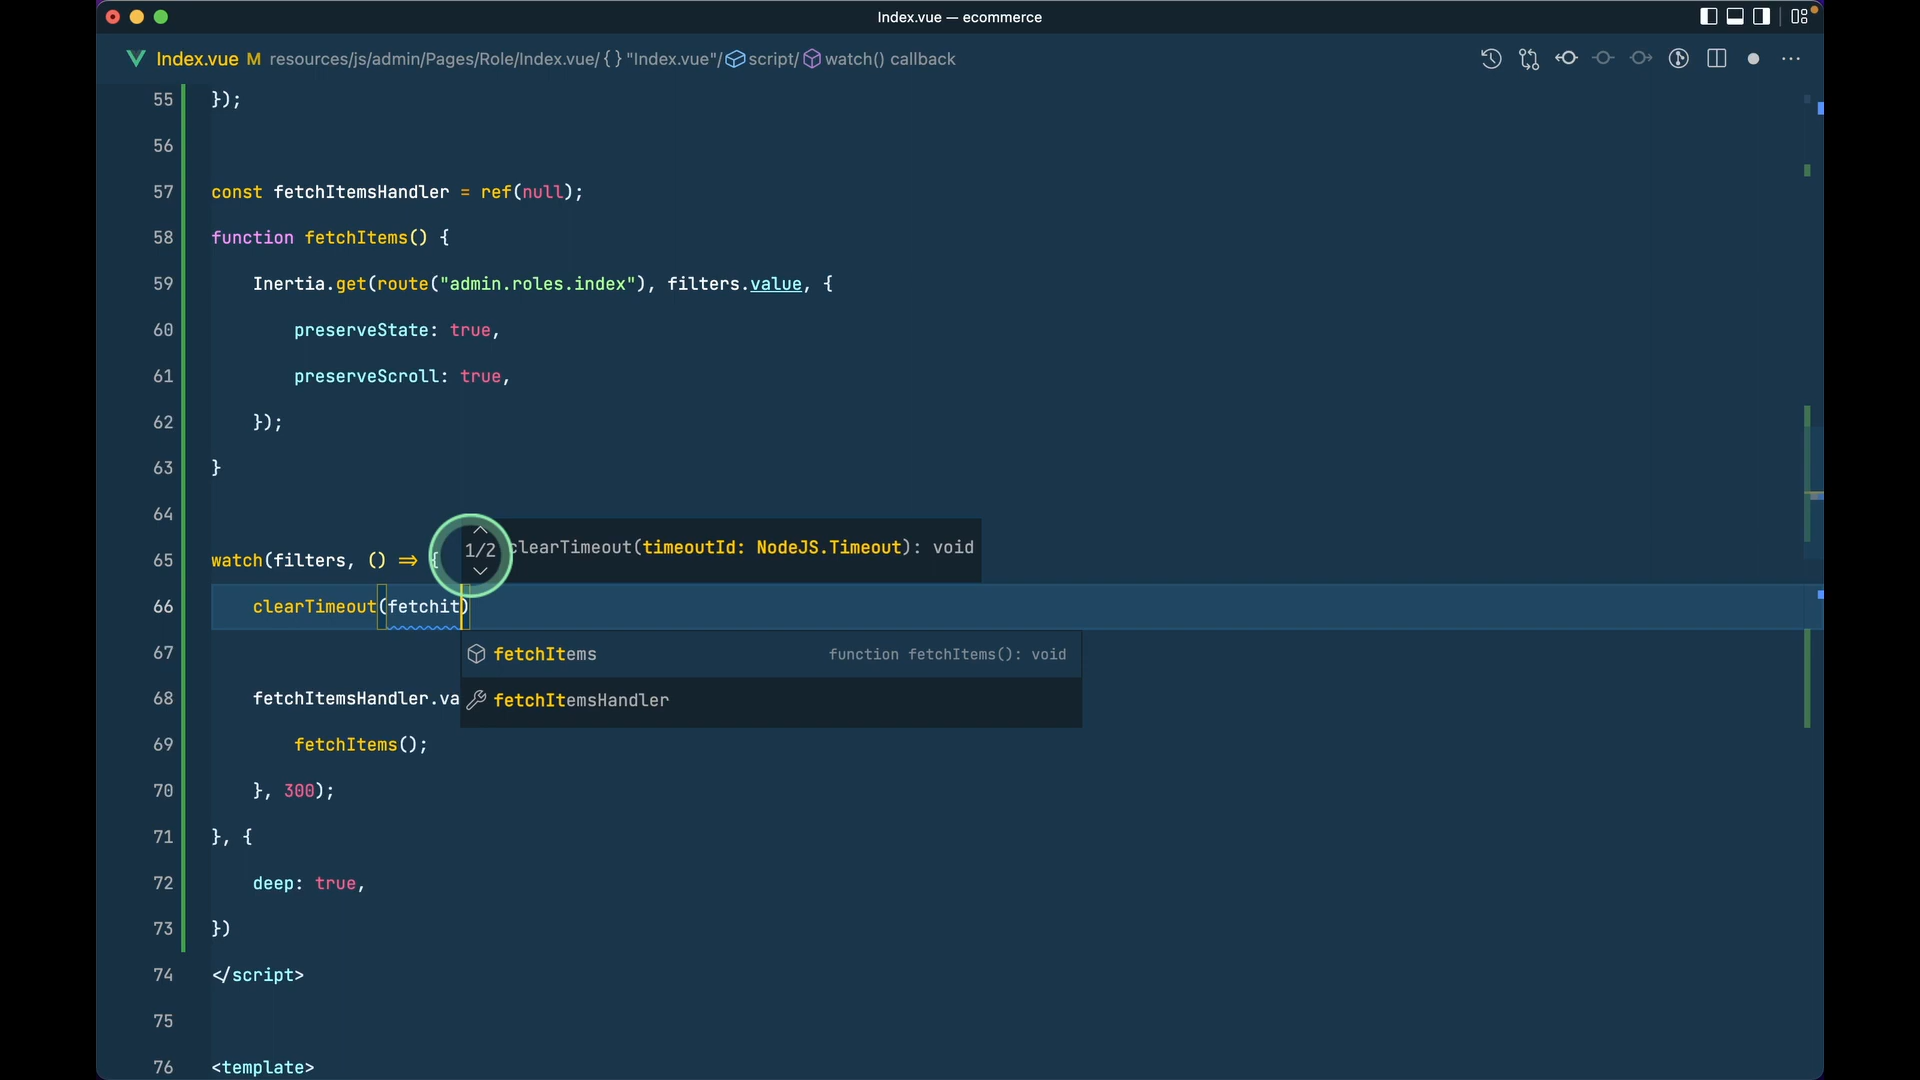 Index.vue — ecommerce
Index.vue M resources/js/admin/Pages/Role/Index.vue/ {} "Index.vue"/ script/ watch() callback
55 });
56
57 const fetchItemsHandler = ref(null);
58 function fetchItems() {
59 Inertia.get(route("admin.roles.index"), filters.value, {
60 preserveState: true,
61 preserveScroll: true,
62 });
63 }
64
1/2 clearTimeout(timeoutId: NodeJS.Timeout): void
65 watch(filters, () => {
66 clearTimeout(fetchit)
67 fetchItems function fetchItems(): void
68 fetchItemsHandler.va
fetchItemsHandler
69 fetchItems();
70 }, 300);
71 }, {
72 deep: true,
73 })
74 </script>
75
76 <template>